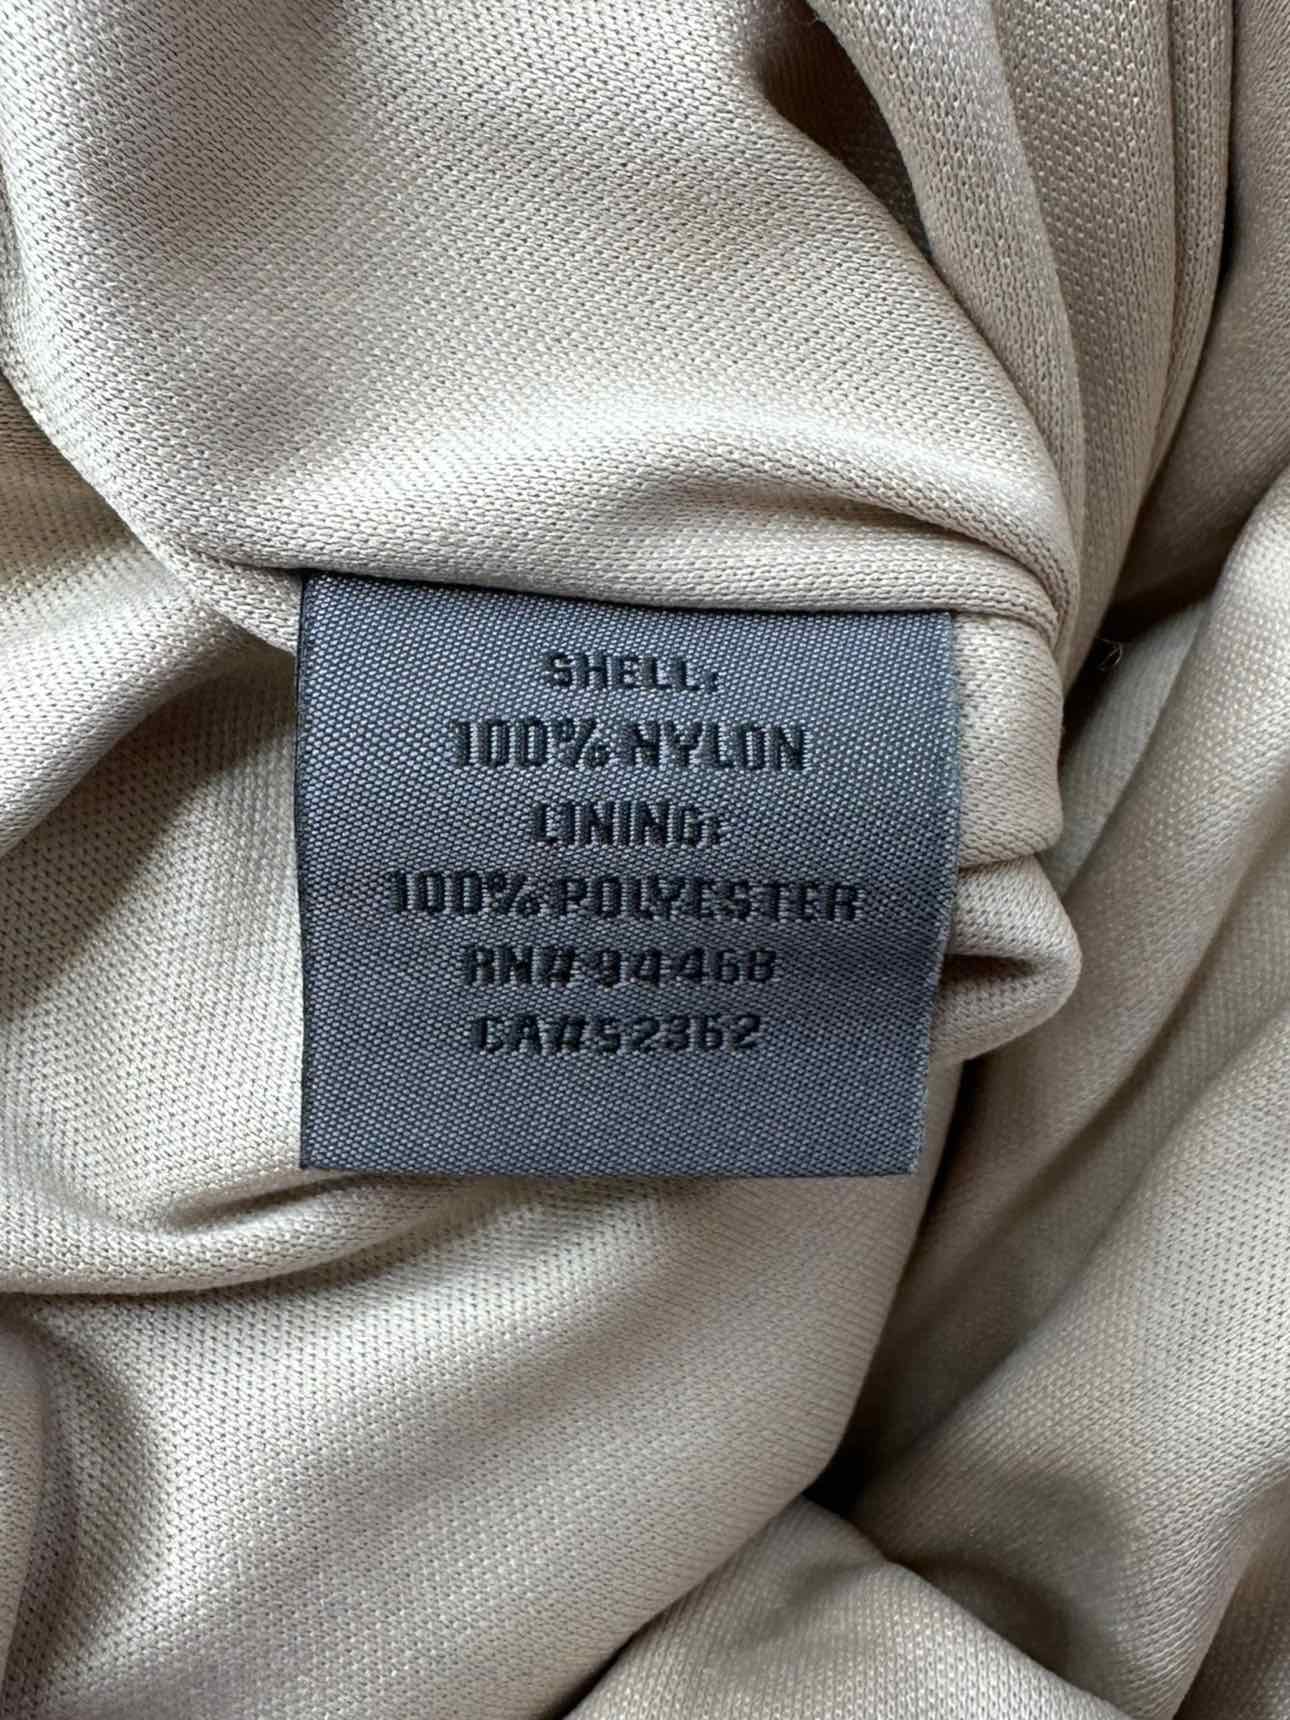 SHELL:
100% NYLON
LINING:
100% POLYESTER
RN# 94468
CA#52362